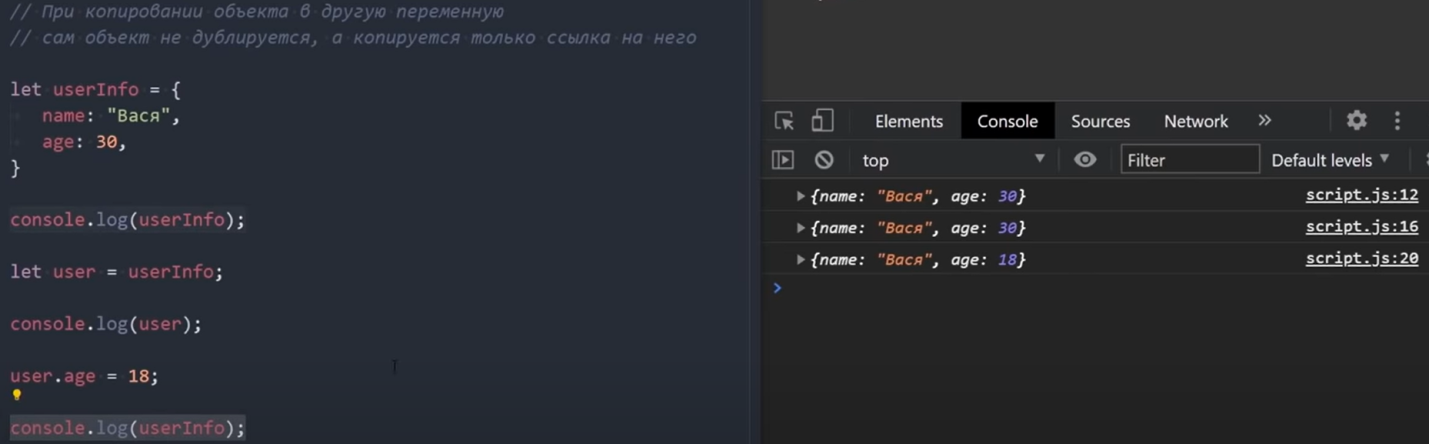 // При копировании объекта в другую переменную
// сам объект не дублируется, а копируется только ссылка на него
let userInfo = {
name: "Вася",
age: 30,
}
console.log(userInfo);
let user = userInfo;
console.log(user);
user.age = 18;
console.log(userInfo);
Elements Console Sources Network »
top ▼ Filter Default levels ▼
▶ {name: "Вася", age: 30} script.js:12
▶ {name: "Вася", age: 30} script.js:16
▶ {name: "Вася", age: 18} script.js:20
>